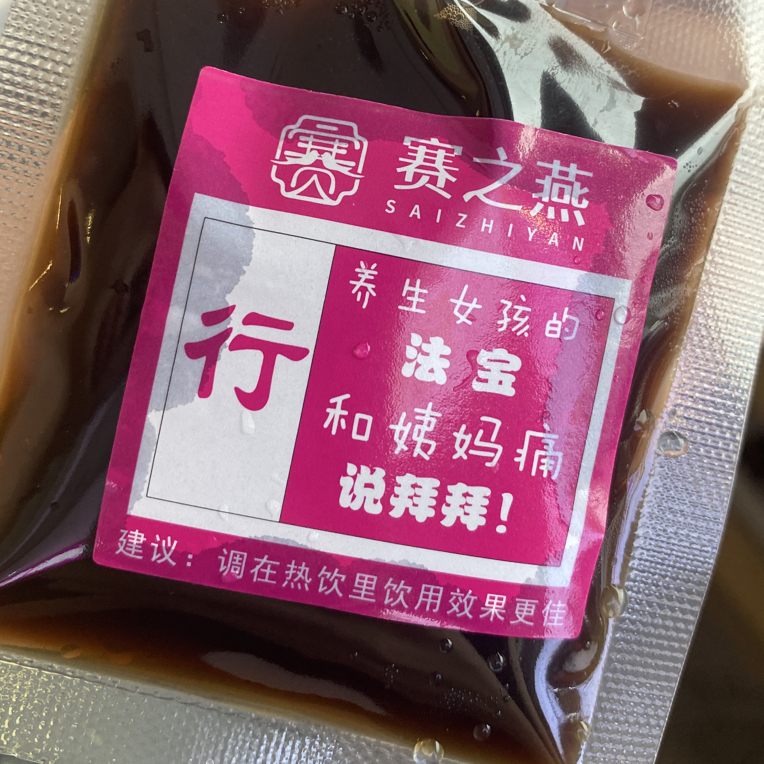 賽
赛之燕
SAIZHIYAN
行
养生女孩的
法宝
和姨妈痛
说拜拜!
建议：调在热饮里饮用效果更佳